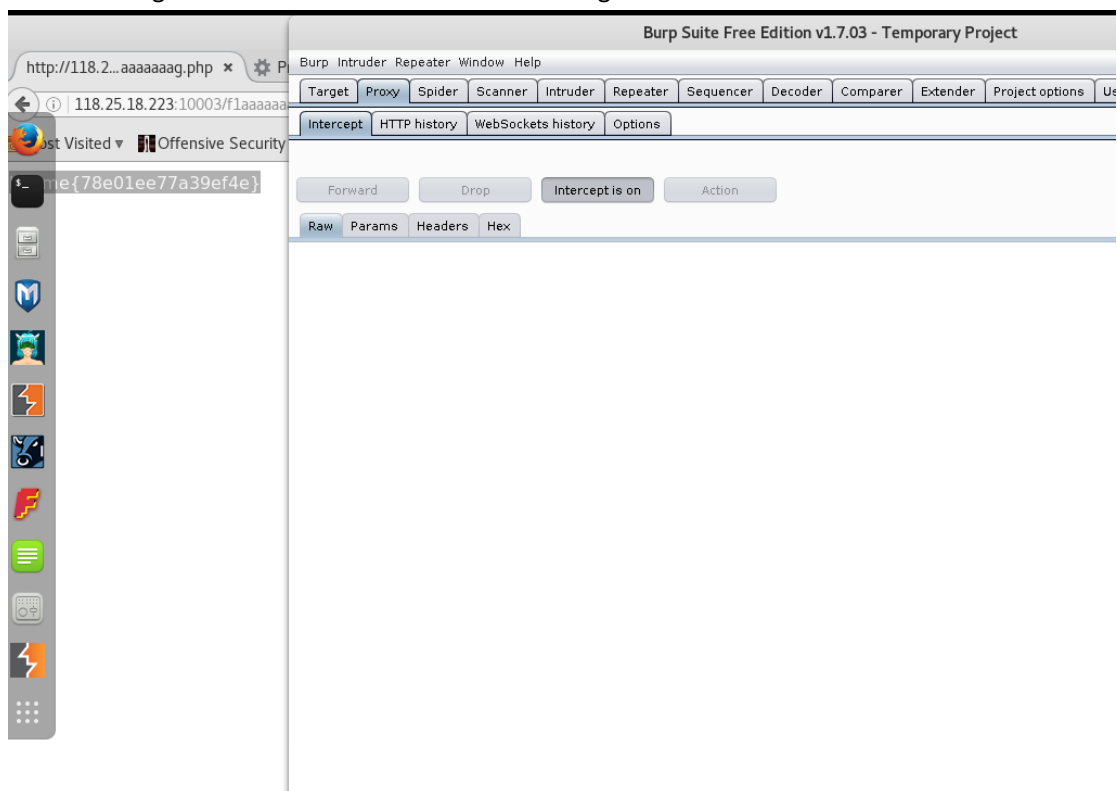 Burp Suite Free Edition v1.7.03 - Temporary Project
http://118.2...aaaaaaag.php × P
Burp Intruder Repeater Window Help
118.25.18.223:10003/f1aaaaaa
Target Proxy Spider Scanner Intruder Repeater Sequencer Decoder Comparer Extender Project options Us
Intercept HTTP history WebSockets history Options
st Visited ▾ Offensive Security
me{78e01ee77a39ef4e}
Forward Drop Intercept is on Action
Raw Params Headers Hex